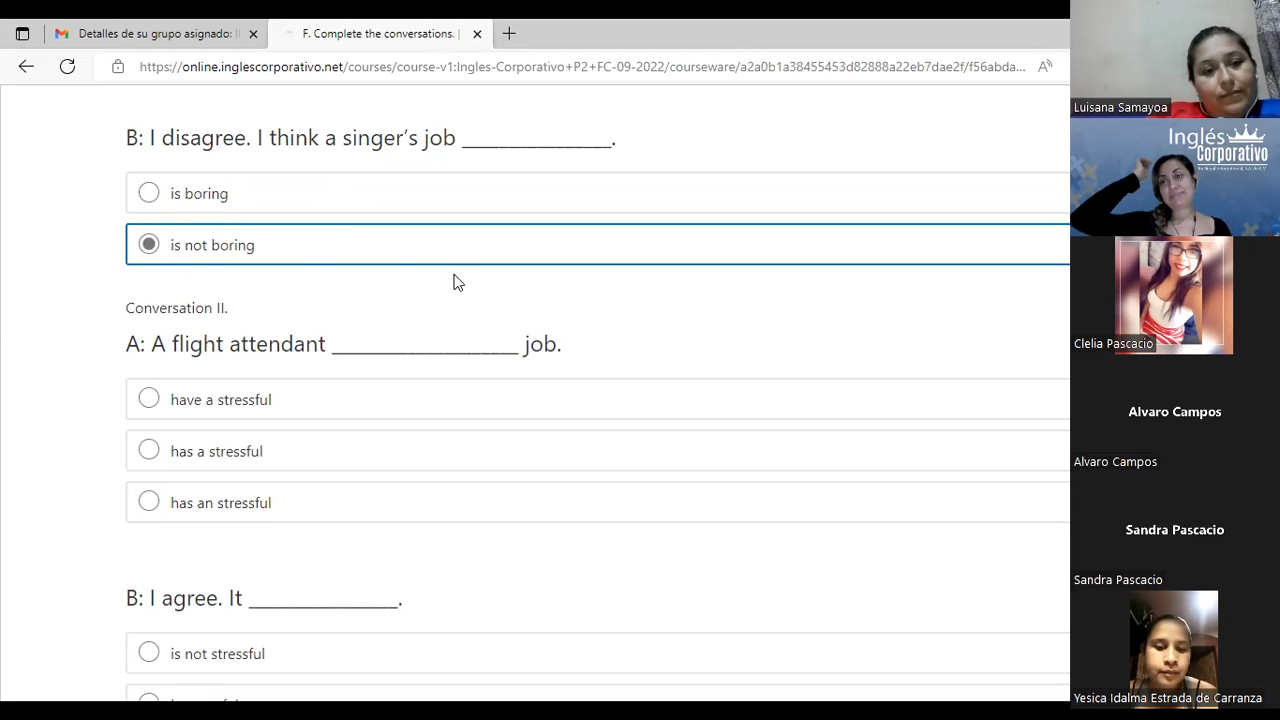 Detalles de su grupo asignado:
F. Complete the conversations. |
https://online.inglescorporativo.net/courses/course-v1:Ingles-Corporativo+P2+FC-09-2022/courseware/a2a0b1a38455453d82888a22eb7dae2f/f56abda...
B: I disagree. I think a singer's job _______________.
is boring
is not boring
Conversation II.
A: A flight attendant ___________________ job.
have a stressful
has a stressful
has an stressful
B: I agree. It _______________.
is not stressful
Luisana Samayoa
Inglés
Corporativo
Clelia Pascacio
Alvaro Campos
Alvaro Campos
Sandra Pascacio
Sandra Pascacio
Yesica Idalma Estrada de Carranza